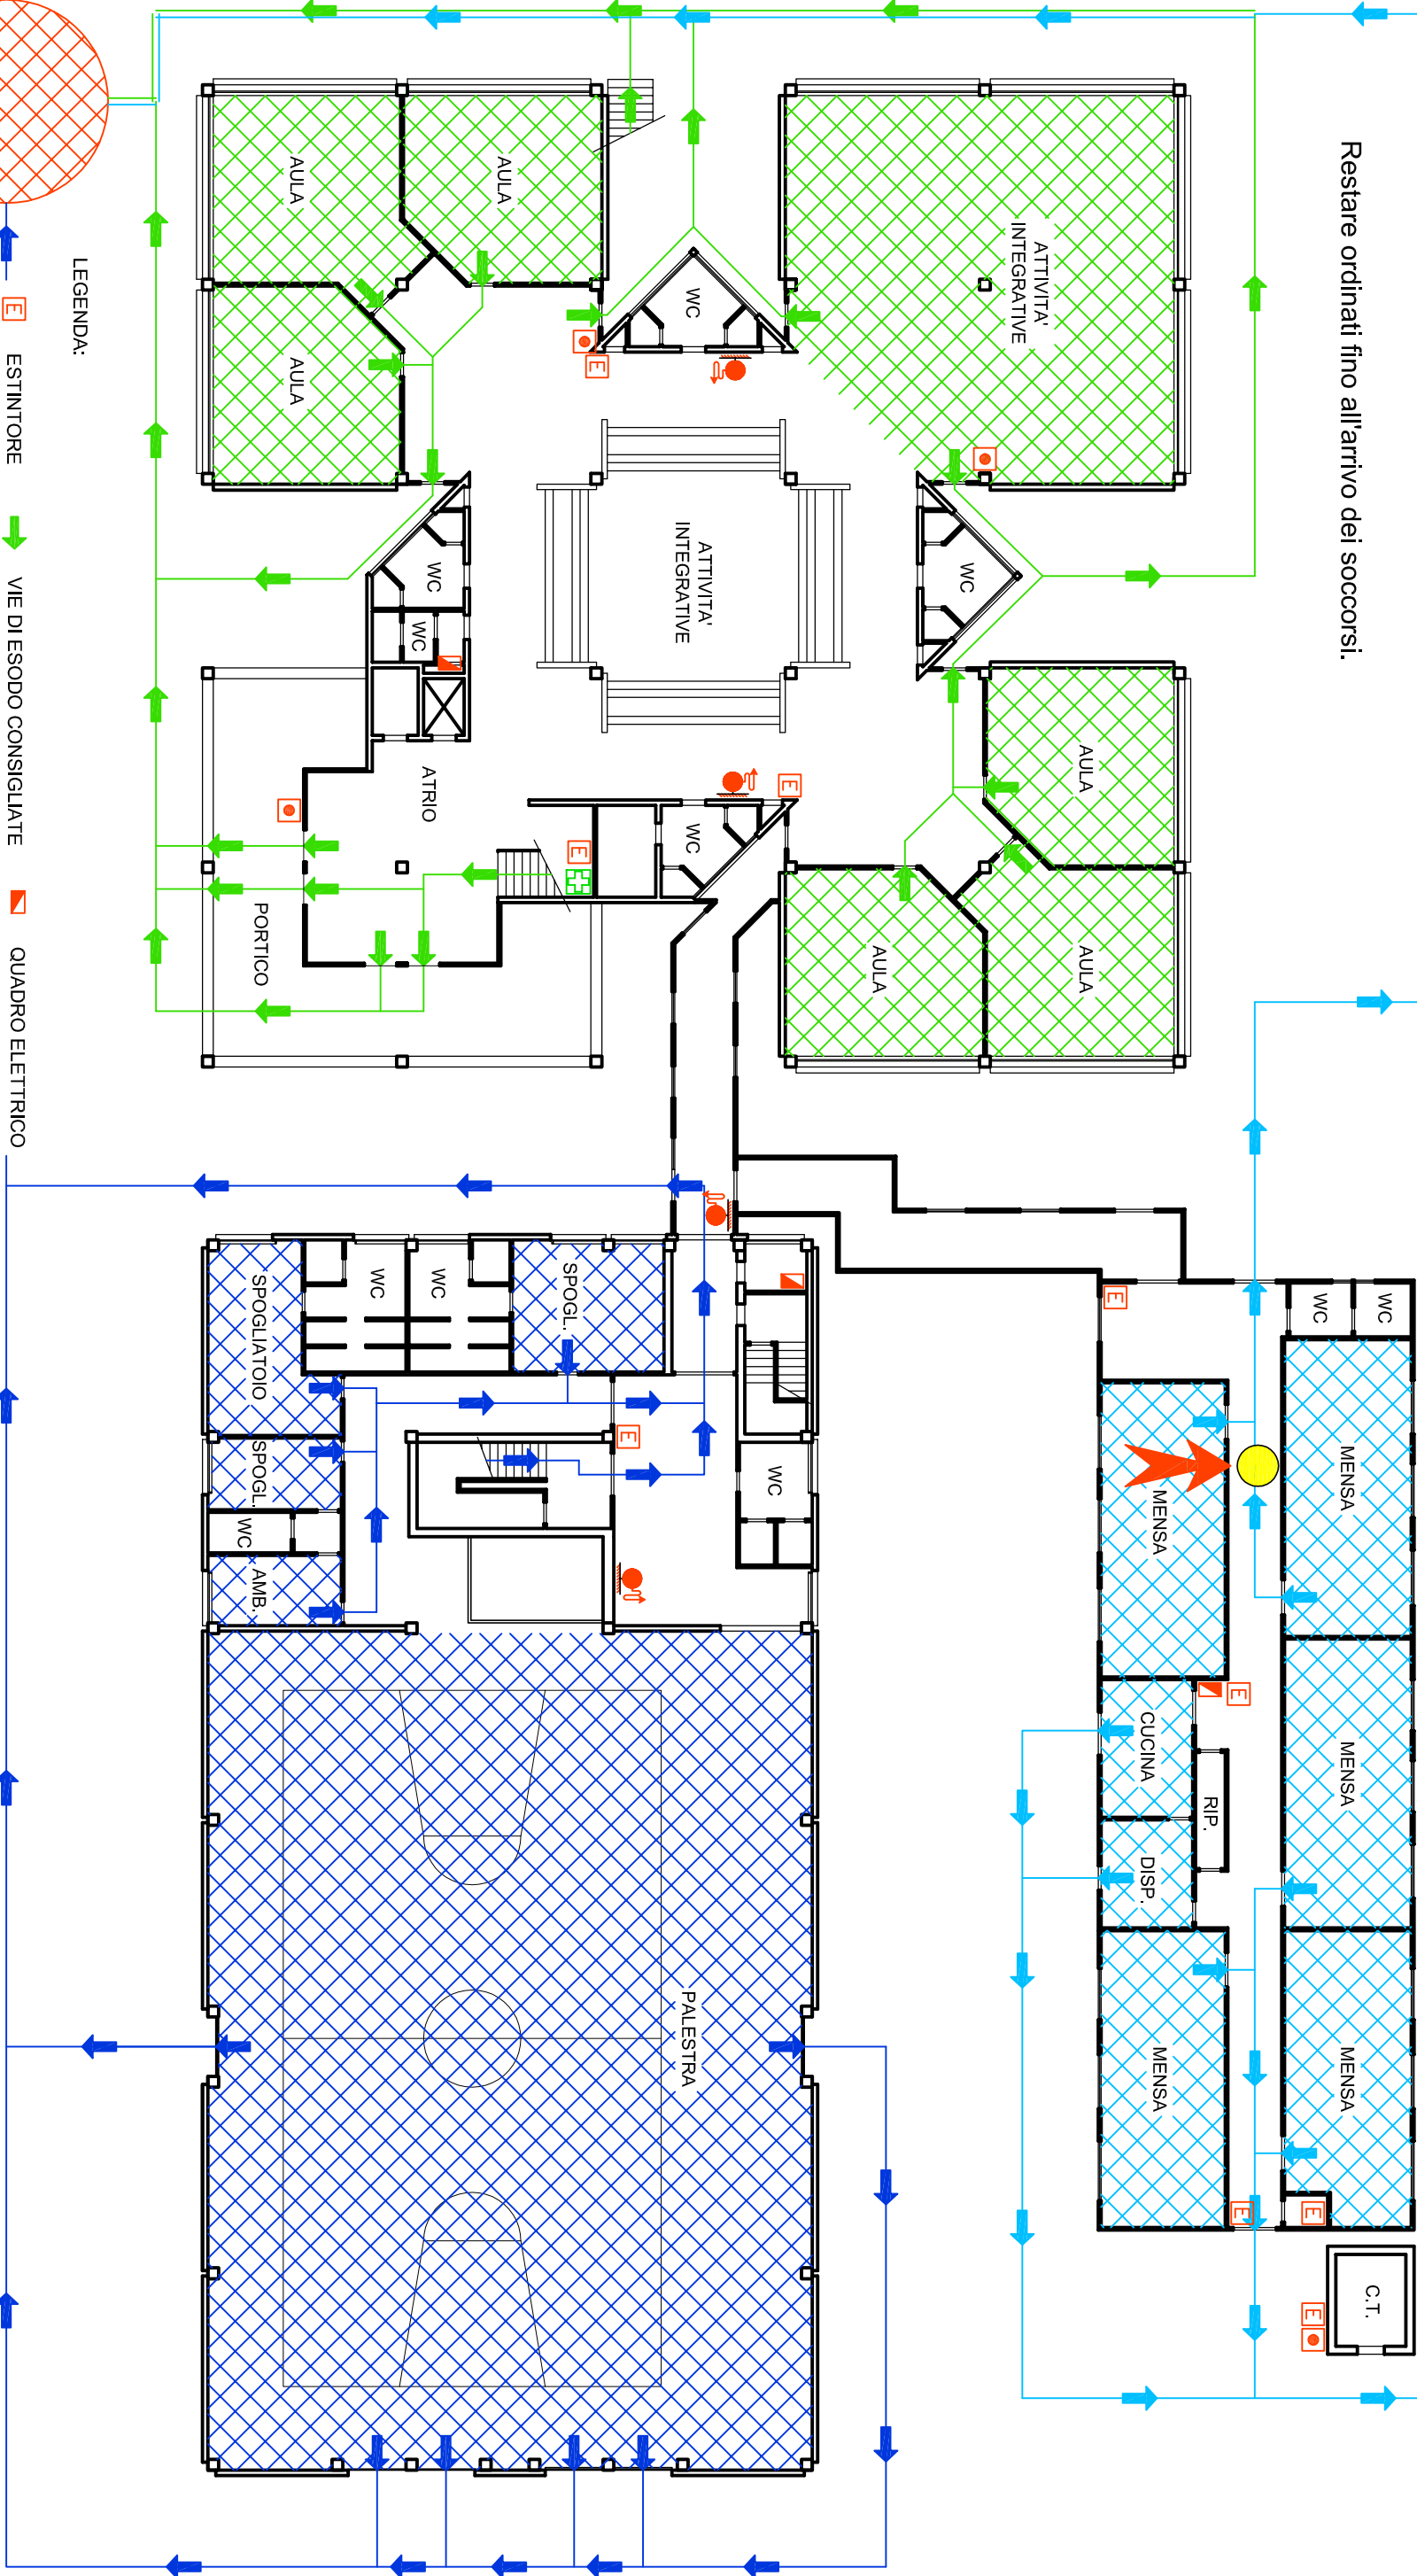 Restare ordinati fino all'arrivo dei soccorsi.
WC
WC
MENSA
MENSA
MENSA
C.T.
MENSA
CUCINA
RIP.
DISP.
MENSA
ATTIVITA'
INTEGRATIVE
WC
AULA
AULA
AULA
WC
ATTIVITA'
INTEGRATIVE
WC
AULA
AULA
AULA
WC
WC
ATRIO
PORTICO
WC
PALESTRA
SPOGL.
WC
WC
SPOGLIATOIO
SPOGL.
WC
AMB.
E
E
E
E
E
E
E
E
E
LEGENDA:
E ESTINTORE
VIE DI ESODO CONSIGLIATE
QUADRO ELETTRICO